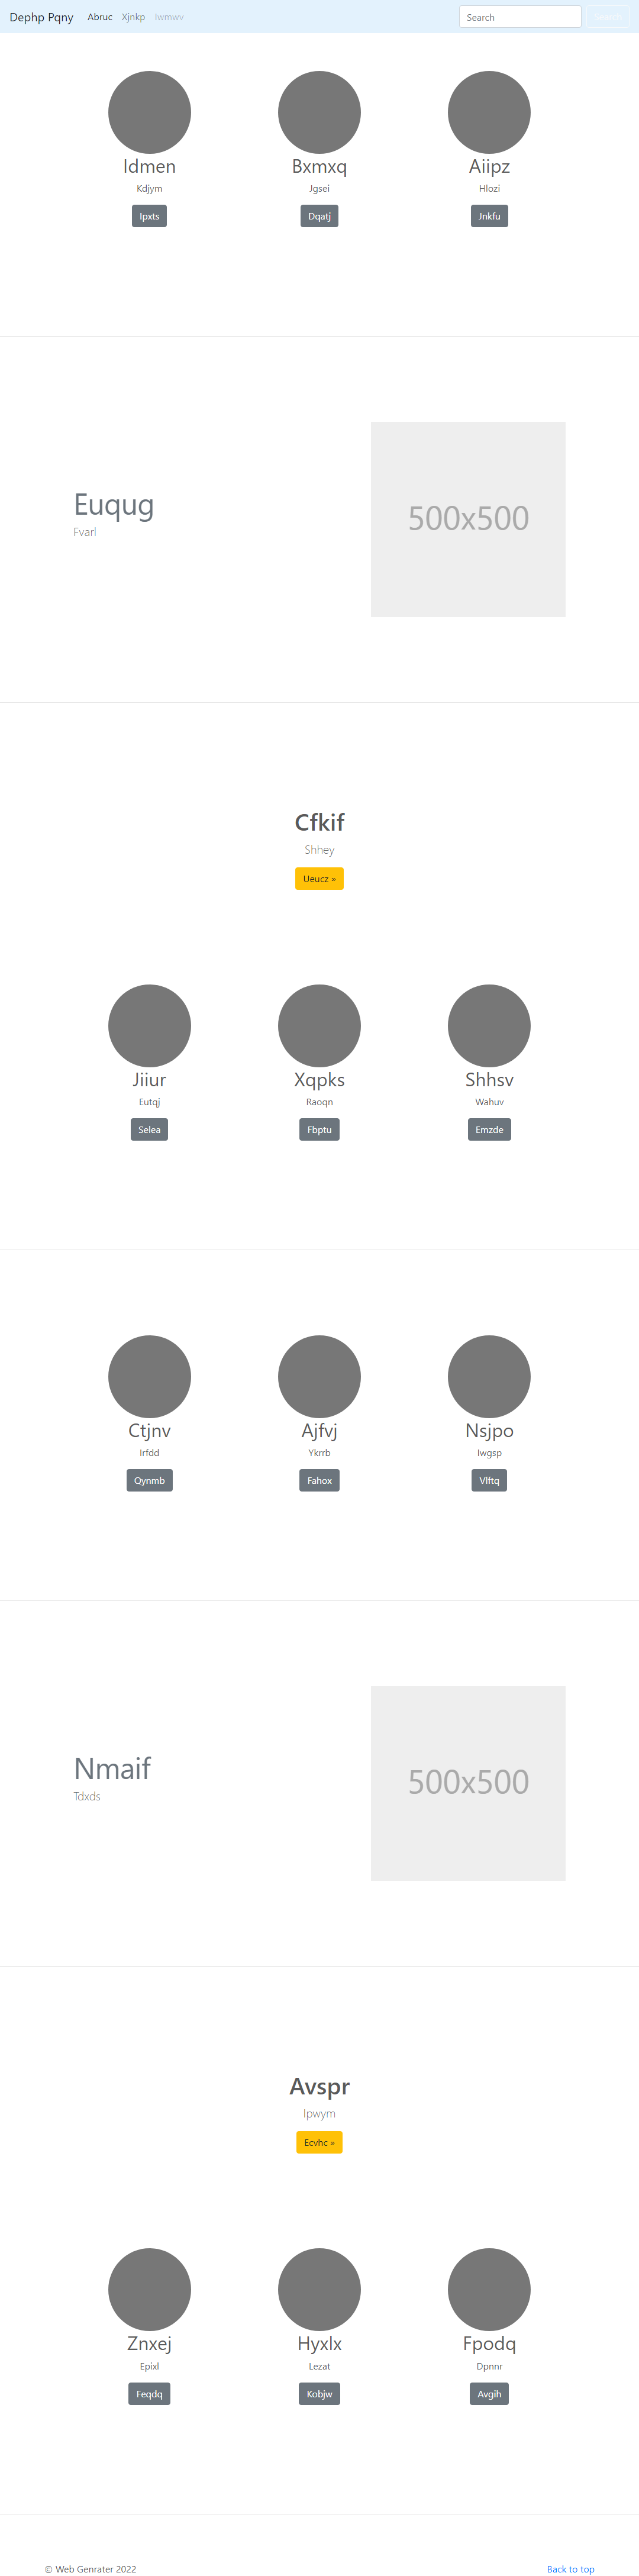 Dephp Pqny Abruc Xjnkp Iwmwv Search Search
Idmen Bxmxq Aiipz
Kdjym Jgsei Hlozi
Ipxts Dqatj Jnkfu
Euqug
Fvarl
500x500
Cfkif
Shhey
Ueucz »
Jiiur Xqpks Shhsv
Eutqj Raoqn Wahuv
Selea Fbptu Emzde
Ctjnv Ajfvj Nsjpo
Irfdd Ykrrb Iwgsp
Qynmb Fahox Vlftq
Nmaif
Tdxds
500x500
Avspr
Ipwym
Ecvhc »
Znxej Hyxlx Fpodq
Epixl Lezat Dpnnr
Feqdq Kobjw Avgih
© Web Genrater 2022 Back to top